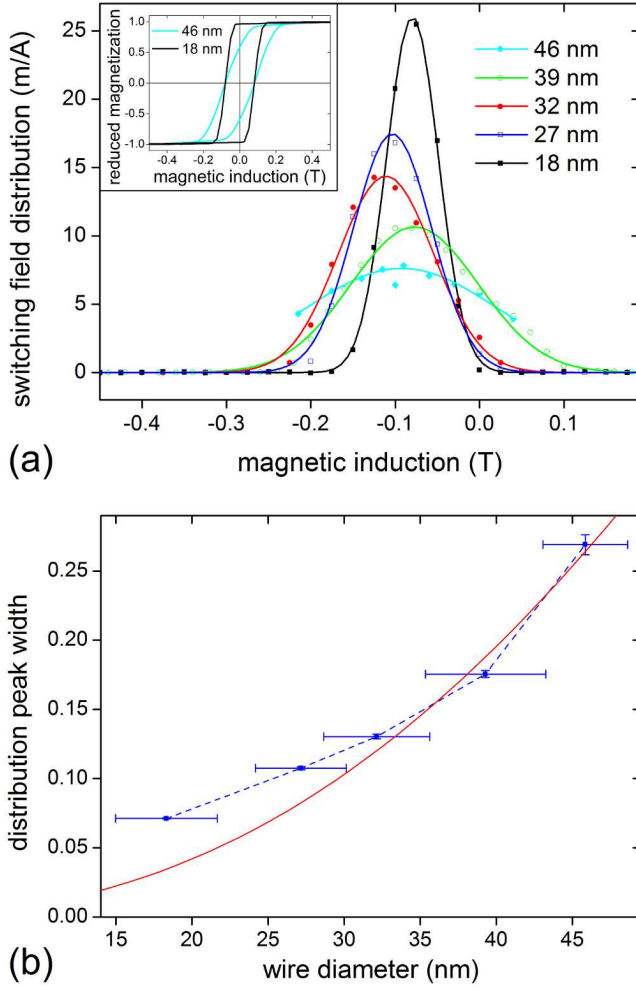 46 nm
18 nm
reduced magnetization
1.0
0.5
0.0
-0.5
-1.0
-0.4 -0.2 0.0 0.2 0.4
magnetic induction (T)
46 nm
39 nm
32 nm
27 nm
18 nm
switching field distribution (m/A)
25
20
15
10
5
0
-0.4 -0.3 -0.2 -0.1 0.0 0.1
magnetic induction (T)
(a)
distribution peak width
0.25
0.20
0.15
0.10
0.05
0.00
15 20 25 30 35 40 45
wire diameter (nm)
(b)